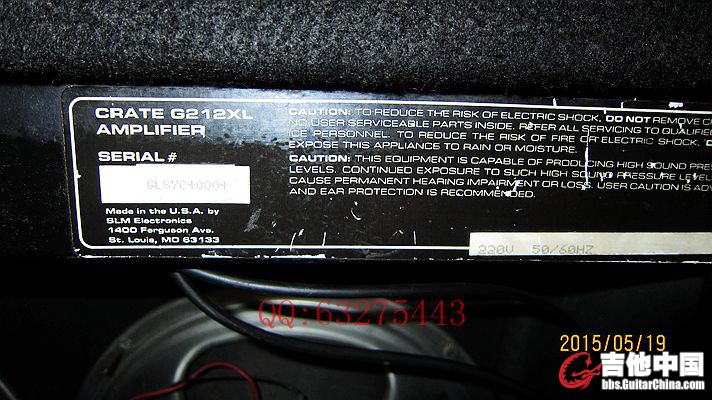 CRATE G212XL
AMPLIFIER
SERIAL #
GLSYC40004
Made in the U.S.A. by
SLM Electronics
1400 Ferguson Ave.
St. Louis, MO 63133
CAUTION: TO REDUCE THE RISK OF ELECTRIC SHOCK, DO NOT REMOVE
NO USER SERVICEABLE PARTS INSIDE. REFER ALL SERVICING TO QUALIFIED
ICE PERSONNEL. TO REDUCE THE RISK OF FIRE OR ELECTRIC SHOCK,
EXPOSE THIS APPLIANCE TO RAIN OR MOISTURE.
CAUTION: THIS EQUIPMENT IS CAPABLE OF PRODUCING HIGH SOUND
LEVELS. CONTINUED EXPOSURE TO SUCH HIGH SOUND PRESSURE LEVELS
CAUSE PERMANENT HEARING IMPAIRMENT OR LOSS. USER CAUTION IS
AND EAR PROTECTION IS RECOMMENDED.
220V 50/60HZ
QQ:63275443
2015/05/19
吉他中国
bbs.GuitarChina.com